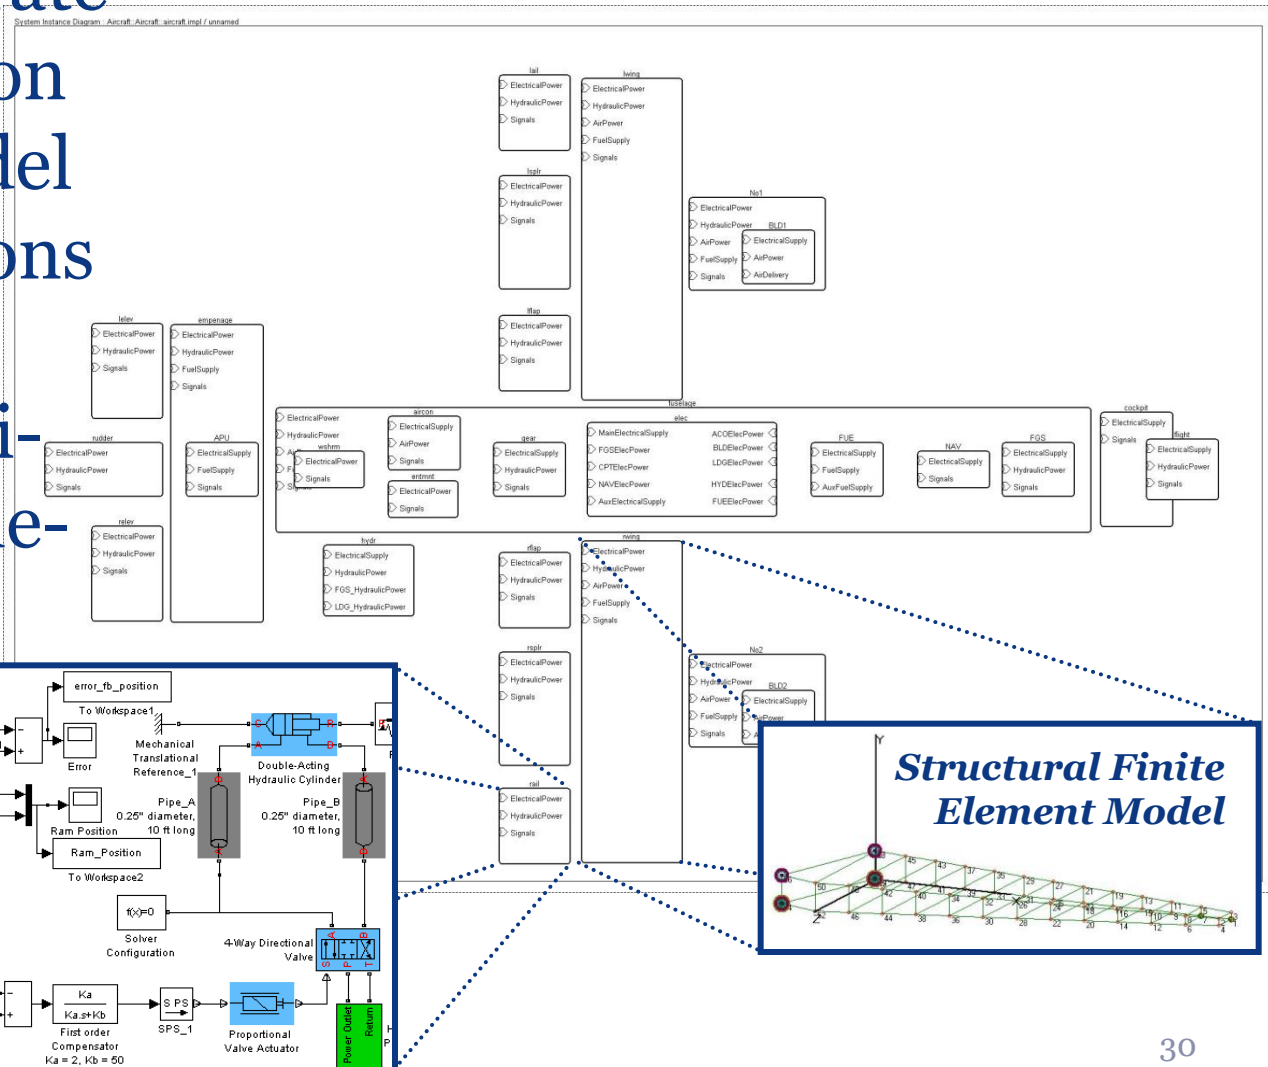 System Instance Diagram : Aircraft::Aircraft: aircraft.impl / unnamed
ate
on
del
ons
i-
e-
lail
ElectricalPower
HydraulicPower
Signals
lwing
ElectricalPower
HydraulicPower
AirPower
FuelSupply
Signals
lsplr
ElectricalPower
HydraulicPower
Signals
No1
ElectricalPower
HydraulicPower
AirPower
FuelSupply
Signals
BLD1
ElectricalSupply
AirPower
AirDelivery
lflap
ElectricalPower
HydraulicPower
Signals
lelev
ElectricalPower
HydraulicPower
Signals
empenage
ElectricalPower
HydraulicPower
FuelSupply
Signals
rudder
ElectricalPower
HydraulicPower
Signals
APU
ElectricalSupply
FuelSupply
Signals
relev
ElectricalPower
HydraulicPower
Signals
fuselage
ElectricalPower
HydraulicPower
wshrm
ElectricalPower
Signals
aircon
ElectricalPower
AirPower
Signals
entmnt
ElectricalPower
Signals
gear
ElectricalSupply
HydraulicPower
Signals
elec
MainElectricalSupply
FGSElecPower
CPTElecPower
NAVElecPower
AuxElectricalSupply
ACOElecPower
BLDElecPower
LDGElecPower
HYDElecPower
FUEElecPower
FUE
ElectricalSupply
FuelSupply
AuxFuelSupply
NAV
ElectricalSupply
Signals
FGS
ElectricalSupply
HydraulicPower
Signals
cockpit
ElectricalSupply
Signals
flight
ElectricalSupply
HydraulicPower
Signals
hydr
ElectricalSupply
HydraulicPower
FGS_HydraulicPower
LDG_HydraulicPower
rflap
ElectricalPower
HydraulicPower
Signals
rwing
ElectricalPower
HydraulicPower
AirPower
FuelSupply
Signals
rsplr
ElectricalPower
HydraulicPower
Signals
No2
ElectricalPower
HydraulicPower
AirPower
FuelSupply
Signals
BLD2
ElectricalSupply
AirPower
rail
ElectricalPower
HydraulicPower
Signals
error_fb_position
To Workspace1
Error
Mechanical
Translational
Reference_1
C
R
A
D
Double-Acting
Hydraulic Cylinder
Pipe_A
0.25" diameter,
10 ft long
Pipe_B
0.25" diameter,
10 ft long
Ram Position
Ram_Position
To Workspace2
f(x)=0
Solver
Configuration
4-Way Directional
Valve
A
B
S
P
T
Ka
Ka.s+Kb
First order
Compensator
Ka = 2, Kb = 50
S PS
SPS_1
Proportional
Valve Actuator
Power Outlet
Return
Structural Finite
Element Model
Y
Z
X
30